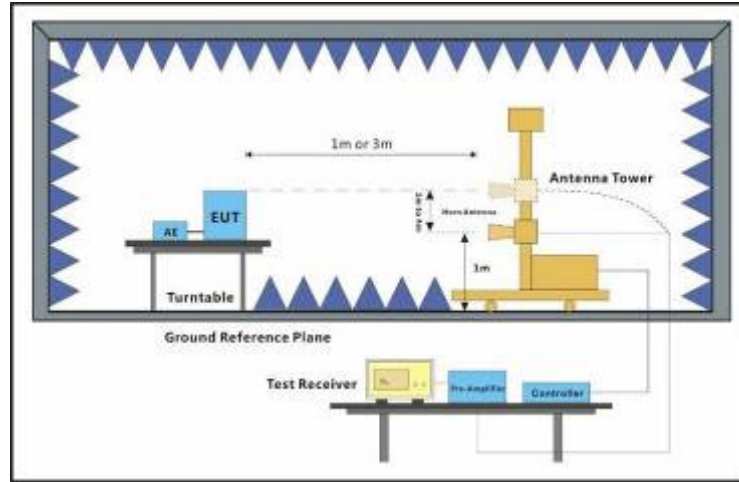 1m or 3m
Antenna Tower
Horn Antenna
EUT
AE
1m
Turntable
Ground Reference Plane
Test Receiver
Pre-Amplifier
Controller